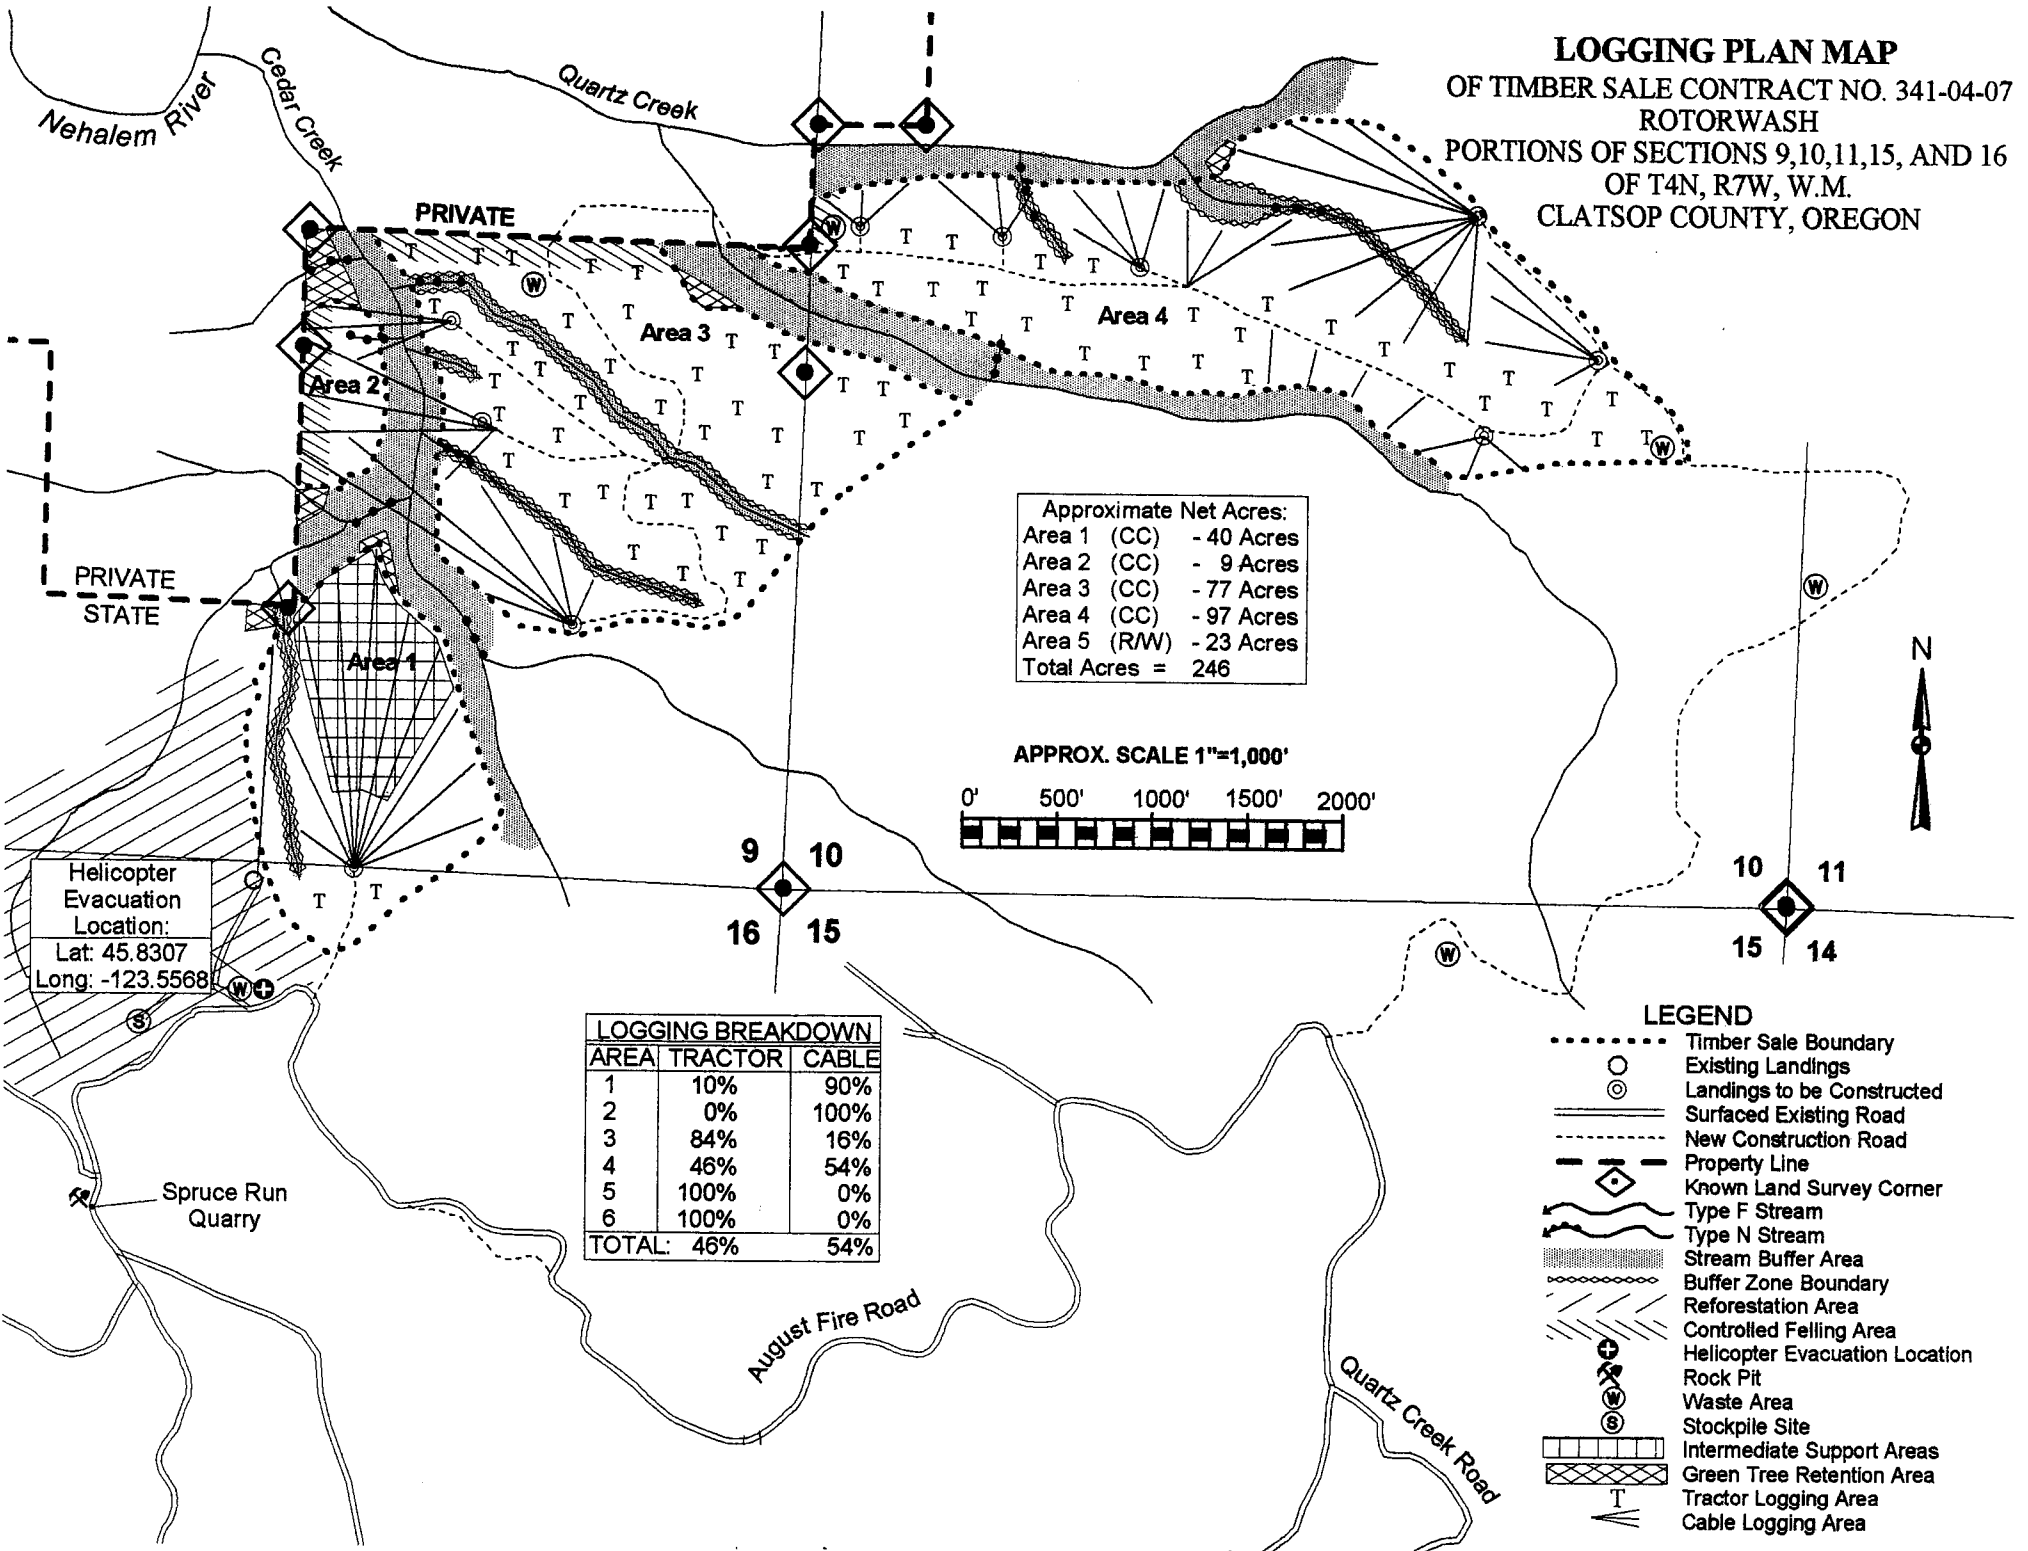 LOGGING PLAN MAP
OF TIMBER SALE CONTRACT NO. 341-04-07
ROTORWASH
PORTIONS OF SECTIONS 9,10,11,15, AND 16
OF T4N, R7W, W.M.
CLATSOP COUNTY, OREGON
Nehalem River
Cedar Creek
Quartz Creek
PRIVATE
Area 3
Area 4
Area 2
PRIVATE
STATE
Area 1
Approximate Net Acres:
Area 1 (CC) - 40 Acres
Area 2 (CC) - 9 Acres
Area 3 (CC) - 77 Acres
Area 4 (CC) - 97 Acres
Area 5 (R/W) - 23 Acres
Total Acres = 246
N
APPROX. SCALE 1"=1,000'
0' 500' 1000' 1500' 2000'
9 10
16 15
10 11
15 14
Helicopter
Evacuation
Location:
Lat: 45.8307
Long: -123.5568
W
S
LOGGING BREAKDOWN
AREA TRACTOR CABLE
1 10% 90%
2 0% 100%
3 84% 16%
4 46% 54%
5 100% 0%
6 100% 0%
TOTAL: 46% 54%
Spruce Run
Quarry
August Fire Road
Quartz Creek Road
LEGEND
Timber Sale Boundary
Existing Landings
Landings to be Constructed
Surfaced Existing Road
New Construction Road
Property Line
Known Land Survey Corner
Type F Stream
Type N Stream
Stream Buffer Area
Buffer Zone Boundary
Reforestation Area
Controlled Felling Area
Helicopter Evacuation Location
Rock Pit
W Waste Area
S Stockpile Site
Intermediate Support Areas
Green Tree Retention Area
T Tractor Logging Area
Cable Logging Area